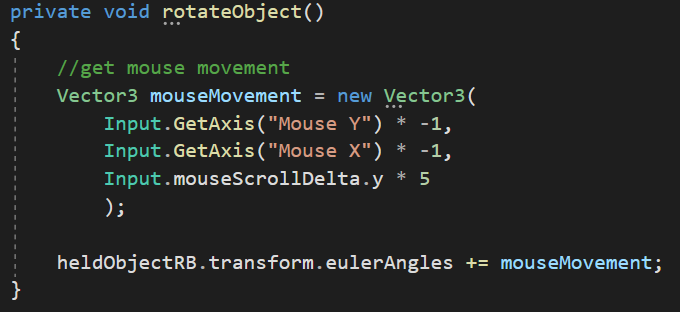 private void rotateObject()
{
    //get mouse movement
    Vector3 mouseMovement = new Vector3(
        Input.GetAxis("Mouse Y") * -1,
        Input.GetAxis("Mouse X") * -1,
        Input.mouseScrollDelta.y * 5
        );

    heldObjectRB.transform.eulerAngles += mouseMovement;
}